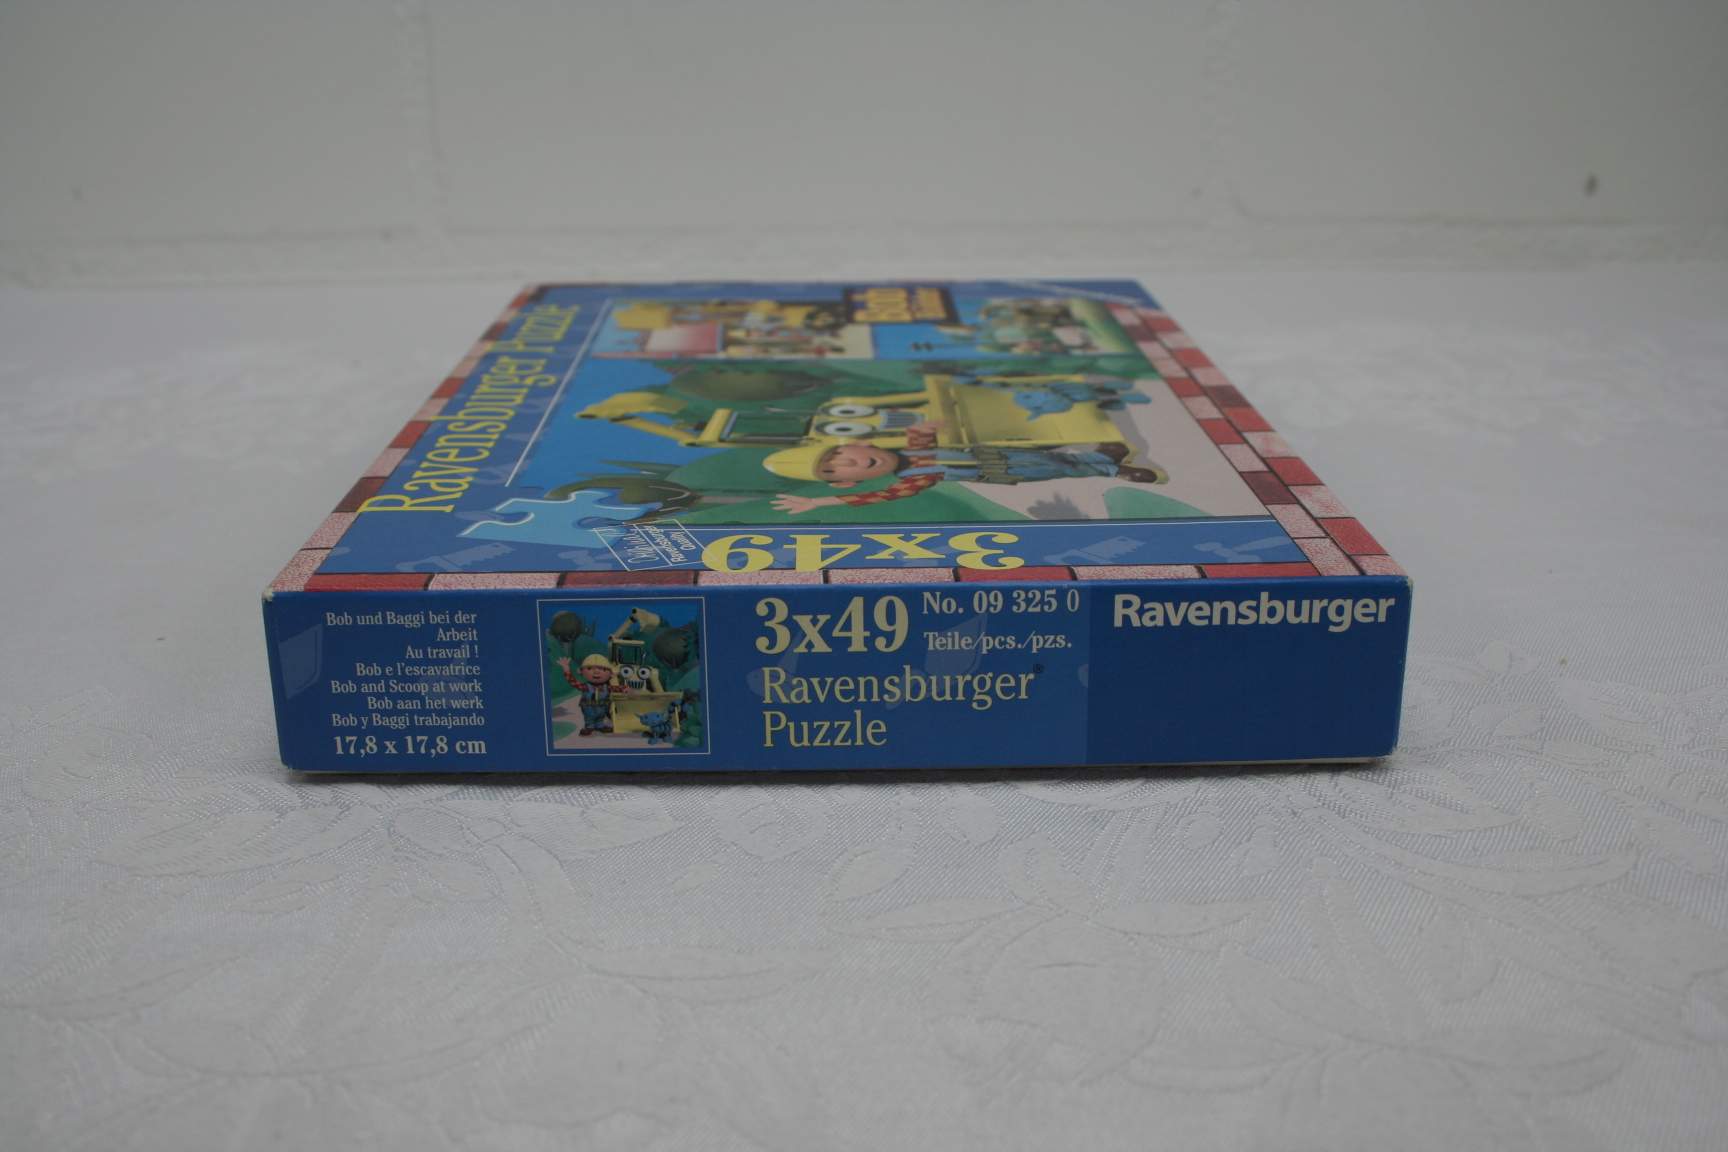 Ravensburger Puzzle
Bob
3x49
Ravensburger
Bob und Baggi bei der
Arbeit
Au travail !
Bob e l'escavatrice
Bob and Scoop at work
Bob aan het werk
Bob y Baggi trabajando
17,8 x 17,8 cm
3x49
No. 09 325 0
Teile/pcs./pzs.
Ravensburger®
Puzzle
Ravensburger